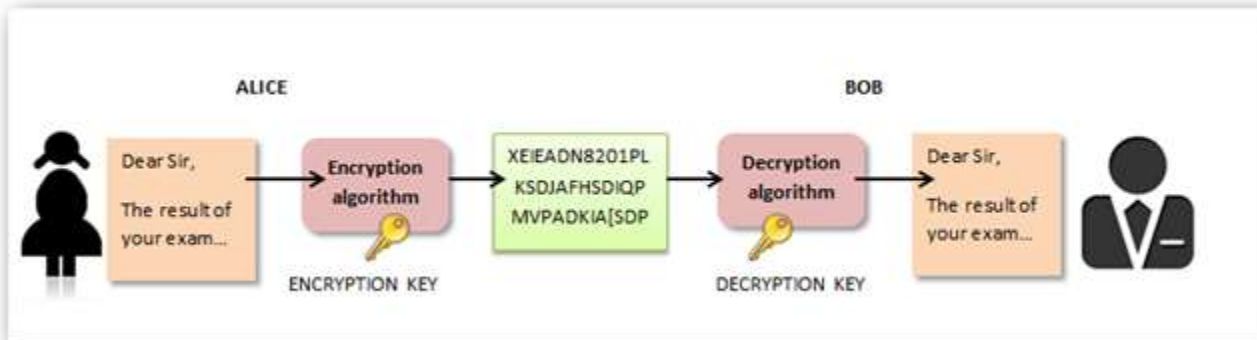 ALICE
BOB
Dear Sir,
The result of
your exam...
Encryption
algorithm
ENCRYPTION KEY
XEIEADN8201PL
KSDJAFHSDIQP
MVPADKIA[SDP
Decryption
algorithm
DECRYPTION KEY
Dear Sir,
The result of
your exam...